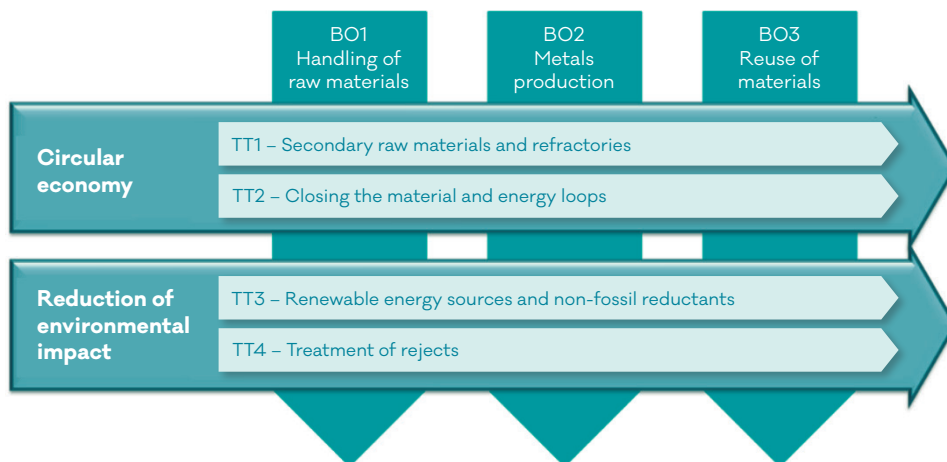 BO1
Handling of
raw materials
BO2
Metals
production
BO3
Reuse of
materials
Circular
economy
TT1 – Secondary raw materials and refractories
TT2 – Closing the material and energy loops
Reduction of
environmental
impact
TT3 – Renewable energy sources and non-fossil reductants
TT4 – Treatment of rejects